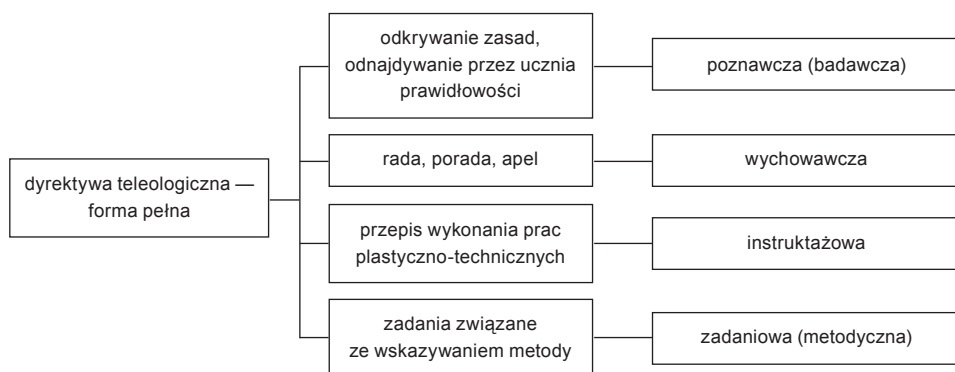 dyrektywa teleologiczna —
forma pełna
odkrywanie zasad,
odnajdywanie przez ucznia
prawidłowości
poznawcza (badawcza)
rada, porada, apel
wychowawcza
przepis wykonania prac
plastyczno-technicznych
instruktażowa
zadania związane
ze wskazywaniem metody
zadaniowa (metodyczna)